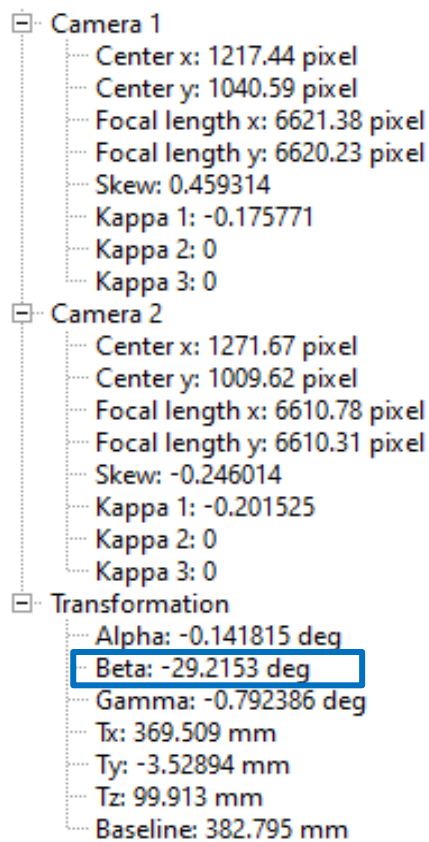 Camera 1
Center x: 1217.44 pixel
Center y: 1040.59 pixel
Focal length x: 6621.38 pixel
Focal length y: 6620.23 pixel
Skew: 0.459314
Kappa 1: -0.175771
Kappa 2: 0
Kappa 3: 0
Camera 2
Center x: 1271.67 pixel
Center y: 1009.62 pixel
Focal length x: 6610.78 pixel
Focal length y: 6610.31 pixel
Skew: -0.246014
Kappa 1: -0.201525
Kappa 2: 0
Kappa 3: 0
Transformation
Alpha: -0.141815 deg
Beta: -29.2153 deg
Gamma: -0.792386 deg
Tx: 369.509 mm
Ty: -3.52894 mm
Tz: 99.913 mm
Baseline: 382.795 mm